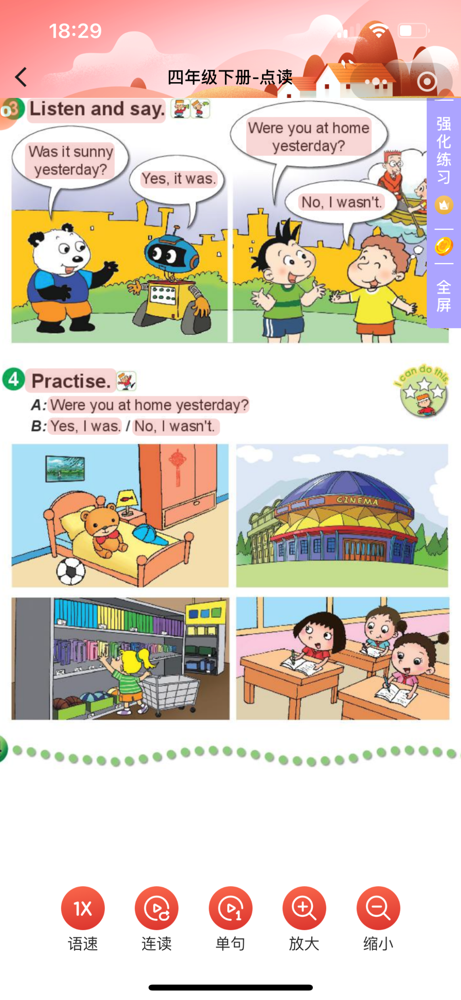 18:29
四年级下册-点读
3 Listen and say.
Was it sunny
yesterday?
Yes, it was.
Were you at home
yesterday?
No, I wasn't.
强化练习
全屏
4 Practise.
I can do this.
A: Were you at home yesterday?
B: Yes, I was. / No, I wasn't.
CINEMA
1X
语速
连读
1
单句
放大
缩小